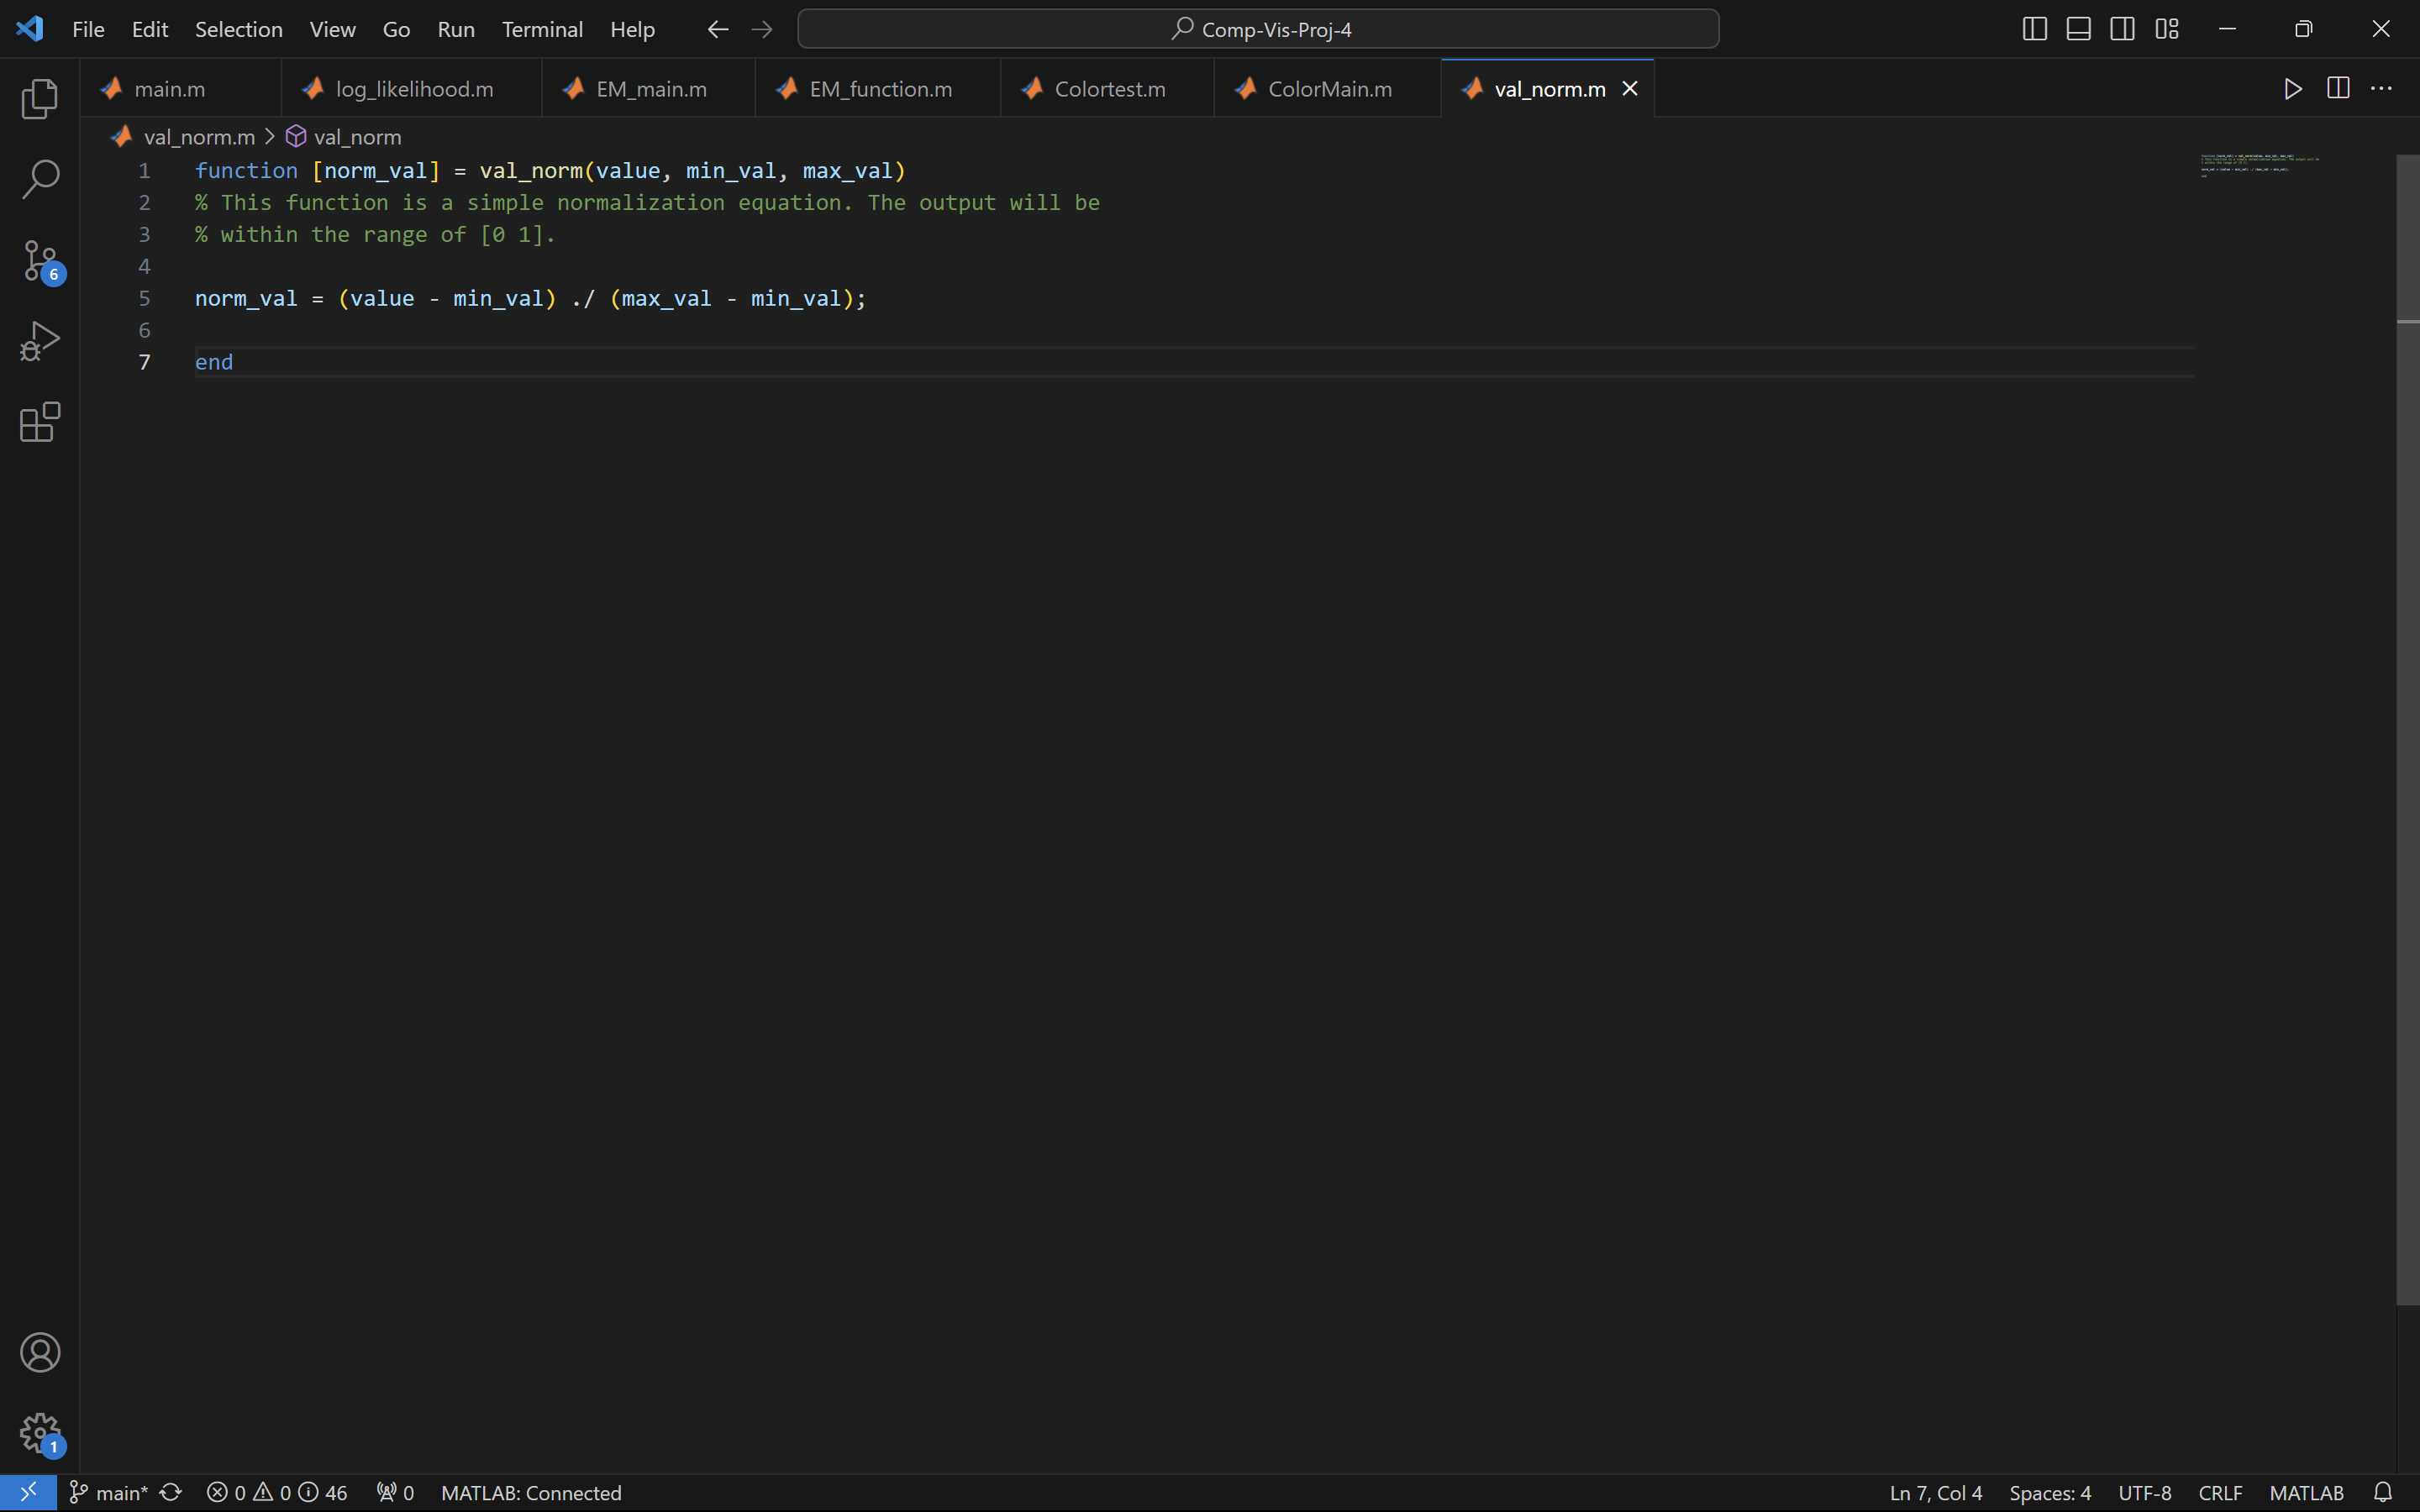 File Edit Selection View Go Run Terminal Help
Comp-Vis-Proj-4
main.m log_likelihood.m EM_main.m EM_function.m Colortest.m ColorMain.m val_norm.m
val_norm.m > val_norm
1 function [norm_val] = val_norm(value, min_val, max_val)
2 % This function is a simple normalization equation. The output will be
3 % within the range of [0 1].
4
5 norm_val = (value - min_val) ./ (max_val - min_val);
6
7 end
6
1
main* 0 0 46 0 MATLAB: Connected Ln 7, Col 4 Spaces: 4 UTF-8 CRLF MATLAB